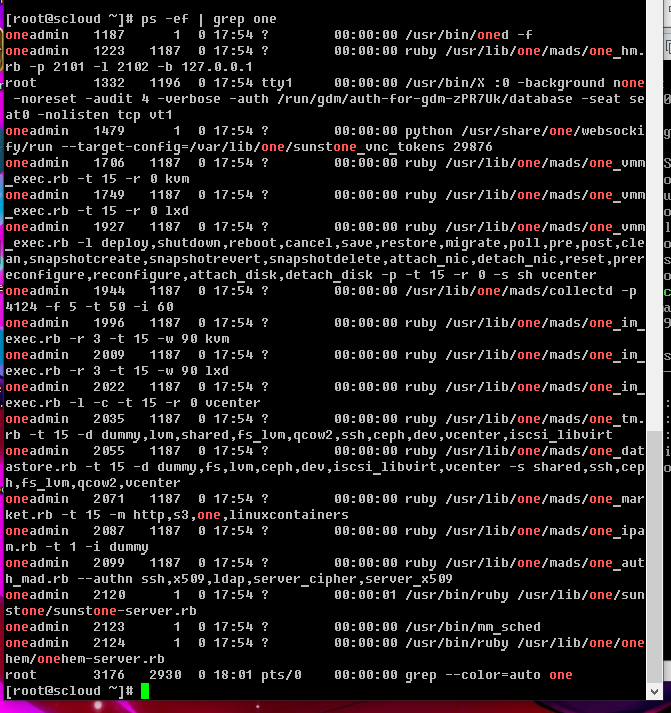 [root@scloud ~]# ps -ef | grep one
oneadmin 1187 1 0 17:54 ? 00:00:00 /usr/bin/oned -f
oneadmin 1223 1187 0 17:54 ? 00:00:00 ruby /usr/lib/one/mads/one_hm.
rb -p 2101 -l 2102 -b 127.0.0.1
root 1332 1196 0 17:54 tty1 00:00:00 /usr/bin/X :0 -background none
-noreset -audit 4 -verbose -auth /run/gdm/auth-for-gdm-zPR7Uk/database -seat se
at0 -nolisten tcp vt1
oneadmin 1479 1 0 17:54 ? 00:00:00 python /usr/share/one/websocki
fy/run --target-config=/var/lib/one/sunstone_vnc_tokens 29876
oneadmin 1706 1187 0 17:54 ? 00:00:00 ruby /usr/lib/one/mads/one_vmm
_exec.rb -t 15 -r 0 kvm
oneadmin 1749 1187 0 17:54 ? 00:00:00 ruby /usr/lib/one/mads/one_vmm
_exec.rb -t 15 -r 0 lxd
oneadmin 1927 1187 0 17:54 ? 00:00:00 ruby /usr/lib/one/mads/one_vmm
_exec.rb -l deploy,shutdown,reboot,cancel,save,restore,migrate,poll,pre,post,cle
an,snapshotcreate,snapshotrevert,snapshotdelete,attach_nic,detach_nic,reset,prer
econfigure,reconfigure,attach_disk,detach_disk -p -t 15 -r 0 -s sh vcenter
oneadmin 1944 1187 0 17:54 ? 00:00:00 /usr/lib/one/mads/collectd -p
4124 -f 5 -t 50 -i 60
oneadmin 1996 1187 0 17:54 ? 00:00:00 ruby /usr/lib/one/mads/one_im_
exec.rb -r 3 -t 15 -w 90 kvm
oneadmin 2009 1187 0 17:54 ? 00:00:00 ruby /usr/lib/one/mads/one_im_
exec.rb -r 3 -t 15 -w 90 lxd
oneadmin 2022 1187 0 17:54 ? 00:00:00 ruby /usr/lib/one/mads/one_im_
exec.rb -l -c -t 15 -r 0 vcenter
oneadmin 2035 1187 0 17:54 ? 00:00:00 ruby /usr/lib/one/mads/one_tm.
rb -t 15 -d dummy,lvm,shared,fs_lvm,qcow2,ssh,ceph,dev,vcenter,iscsi_libvirt
oneadmin 2055 1187 0 17:54 ? 00:00:00 ruby /usr/lib/one/mads/one_dat
astore.rb -t 15 -d dummy,fs,lvm,ceph,dev,iscsi_libvirt,vcenter -s shared,ssh,cep
h,fs_lvm,qcow2,vcenter
oneadmin 2071 1187 0 17:54 ? 00:00:00 ruby /usr/lib/one/mads/one_mar
ket.rb -t 15 -m http,s3,one,linuxcontainers
oneadmin 2087 1187 0 17:54 ? 00:00:00 ruby /usr/lib/one/mads/one_ipa
m.rb -t 1 -i dummy
oneadmin 2099 1187 0 17:54 ? 00:00:00 ruby /usr/lib/one/mads/one_aut
h_mad.rb --authn ssh,x509,ldap,server_cipher,server_x509
oneadmin 2120 1 0 17:54 ? 00:00:01 /usr/bin/ruby /usr/lib/one/sun
stone/sunstone-server.rb
oneadmin 2123 1 0 17:54 ? 00:00:00 /usr/bin/mm_sched
oneadmin 2124 1 0 17:54 ? 00:00:00 /usr/bin/ruby /usr/lib/one/one
hem/onehem-server.rb
root 3176 2930 0 18:01 pts/0 00:00:00 grep --color=auto one
[root@scloud ~]#